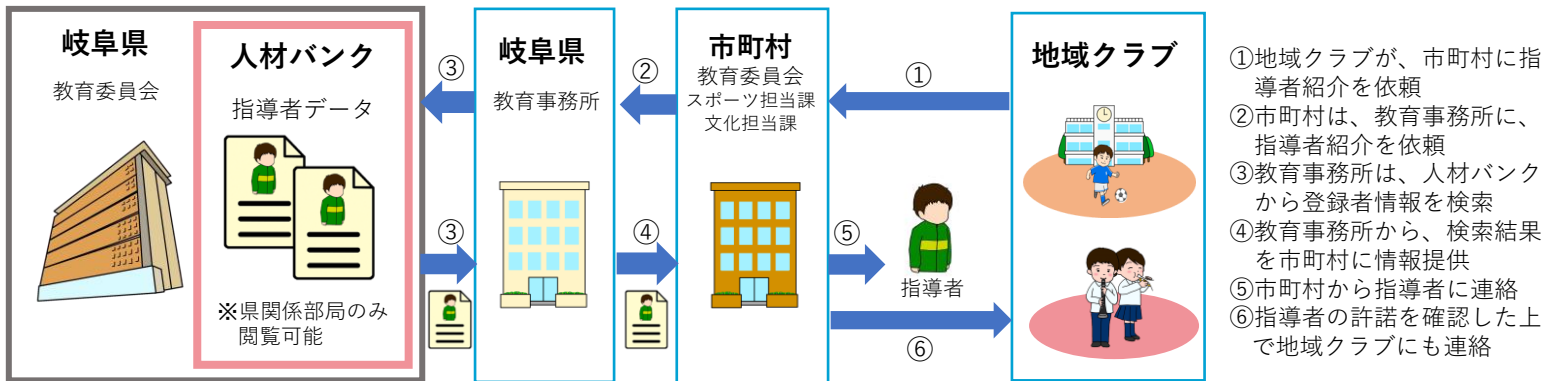 岐阜県
教育委員会
人材バンク
指導者データ
※県関係部局のみ
閲覧可能
③
③
岐阜県
教育事務所
②
④
市町村
教育委員会
スポーツ担当課
文化担当課
①
⑤
指導者
⑥
地域クラブ
①地域クラブが、市町村に指
導者紹介を依頼
②市町村は、教育事務所に、
指導者紹介を依頼
③教育事務所は、人材バンク
から登録者情報を検索
④教育事務所から、検索結果
を市町村に情報提供
⑤市町村から指導者に連絡
⑥指導者の許諾を確認した上
で地域クラブにも連絡